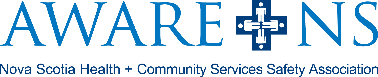 AWARE NS
Nova Scotia Health + Community Services Safety Association